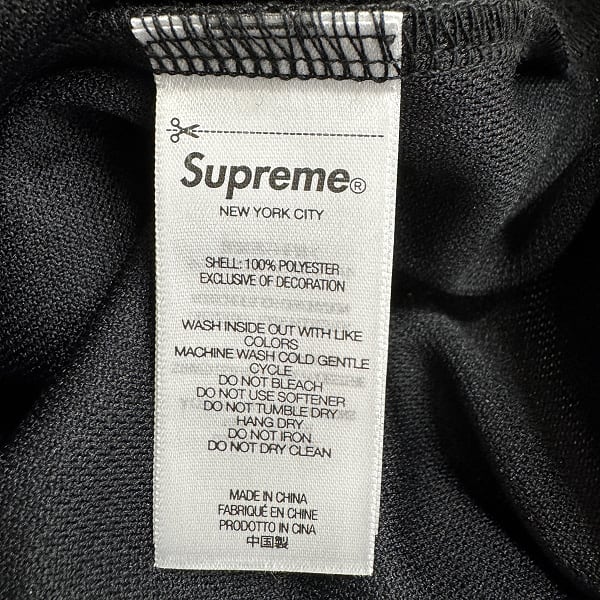 Supreme®
NEW YORK CITY
SHELL: 100% POLYESTER
EXCLUSIVE OF DECORATION
WASH INSIDE OUT WITH LIKE
COLORS
MACHINE WASH COLD GENTLE
CYCLE
DO NOT BLEACH
DO NOT USE SOFTENER
DO NOT TUMBLE DRY
HANG DRY
DO NOT IRON
DO NOT DRY CLEAN
MADE IN CHINA
FABRIQUÉ EN CHINE
PRODOTTO IN CINA
中国製